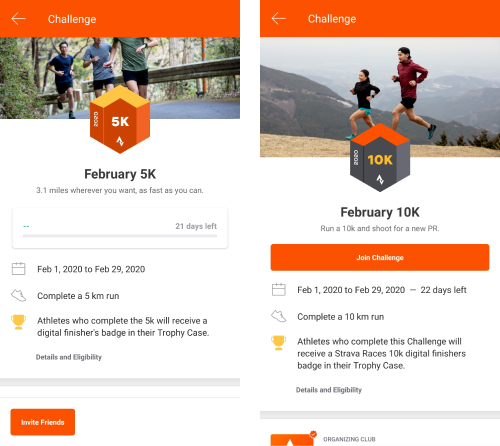 Challenge
2020
5K
February 5K
3.1 miles wherever you want, as fast as you can.
--
21 days left
Feb 1, 2020 to Feb 29, 2020
Complete a 5 km run
Athletes who complete the 5k will receive a
digital finisher's badge in their Trophy Case.
Details and Eligibility
Invite Friends
Challenge
2020
10K
February 10K
Run a 10k and shoot for a new PR.
Join Challenge
Feb 1, 2020 to Feb 29, 2020 — 22 days left
Complete a 10 km run
Athletes who complete this Challenge will
receive a Strava Races 10k digital finishers
badge in their Trophy Case.
Details and Eligibility
ORGANIZING CLUB